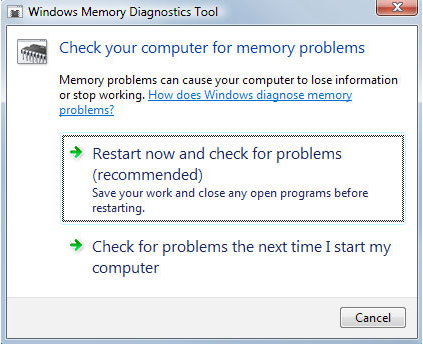 Windows Memory Diagnostics Tool
Check your computer for memory problems
Memory problems can cause your computer to lose information
or stop working. How does Windows diagnose memory
problems?
Restart now and check for problems
(recommended)
Save your work and close any open programs before
restarting.
Check for problems the next time I start my
computer
Cancel